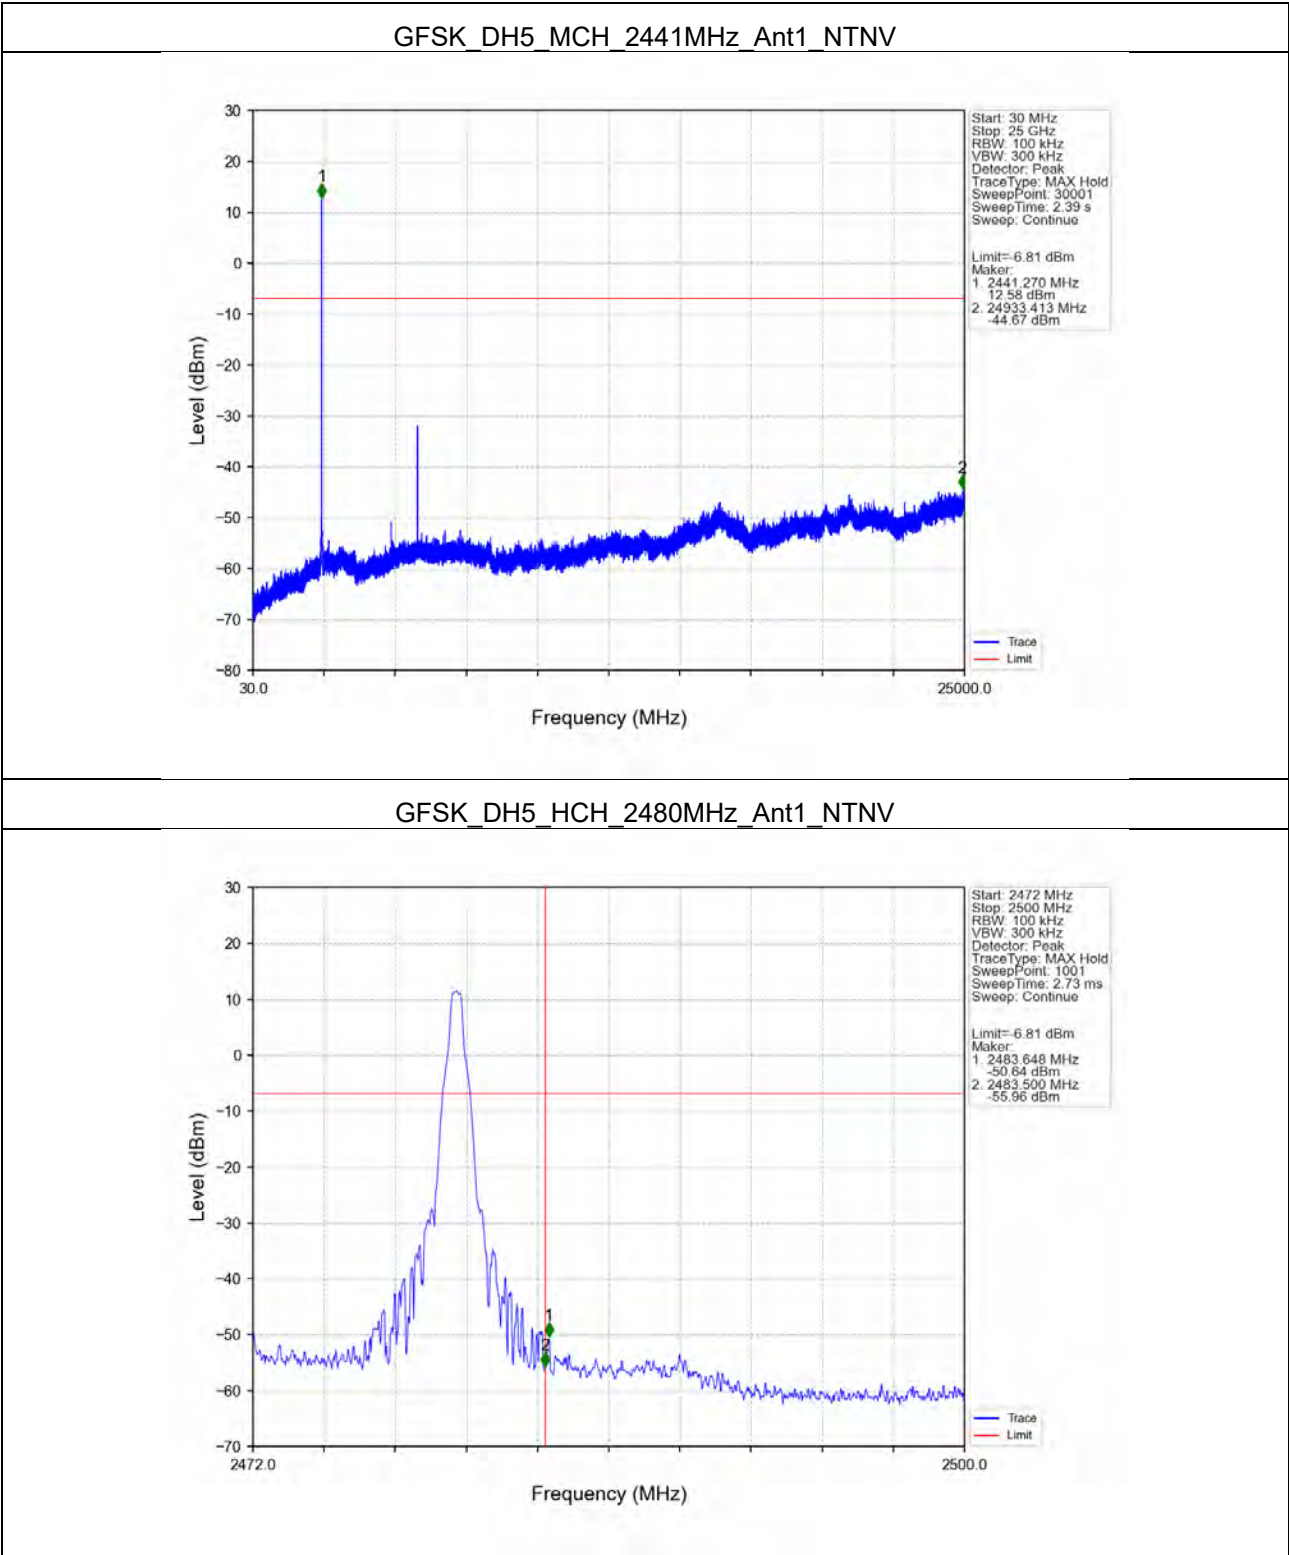 GFSK_DH5_MCH_2441MHz_Ant1_NTNV
30
20
10
0
-10
-20
-30
-40
-50
-60
-70
-80
Level (dBm)
1
2
30.0
25000.0
Frequency (MHz)
Start: 30 MHz
Stop: 25 GHz
RBW: 100 kHz
VBW: 300 kHz
Detector: Peak
TraceType: MAX Hold
SweepPoint: 30001
SweepTime: 2.39 s
Sweep: Continue
Limit=-6.81 dBm
Maker:
1. 2441.270 MHz
12.58 dBm
2. 24933.413 MHz
-44.67 dBm
Trace
Limit
GFSK_DH5_HCH_2480MHz_Ant1_NTNV
30
20
10
0
-10
-20
-30
-40
-50
-60
-70
Level (dBm)
1
2
2472.0
2500.0
Frequency (MHz)
Start: 2472 MHz
Stop: 2500 MHz
RBW: 100 kHz
VBW: 300 kHz
Detector: Peak
TraceType: MAX Hold
SweepPoint: 1001
SweepTime: 2.73 ms
Sweep: Continue
Limit=-6.81 dBm
Maker:
1. 2483.648 MHz
-50.64 dBm
2. 2483.500 MHz
-55.96 dBm
Trace
Limit